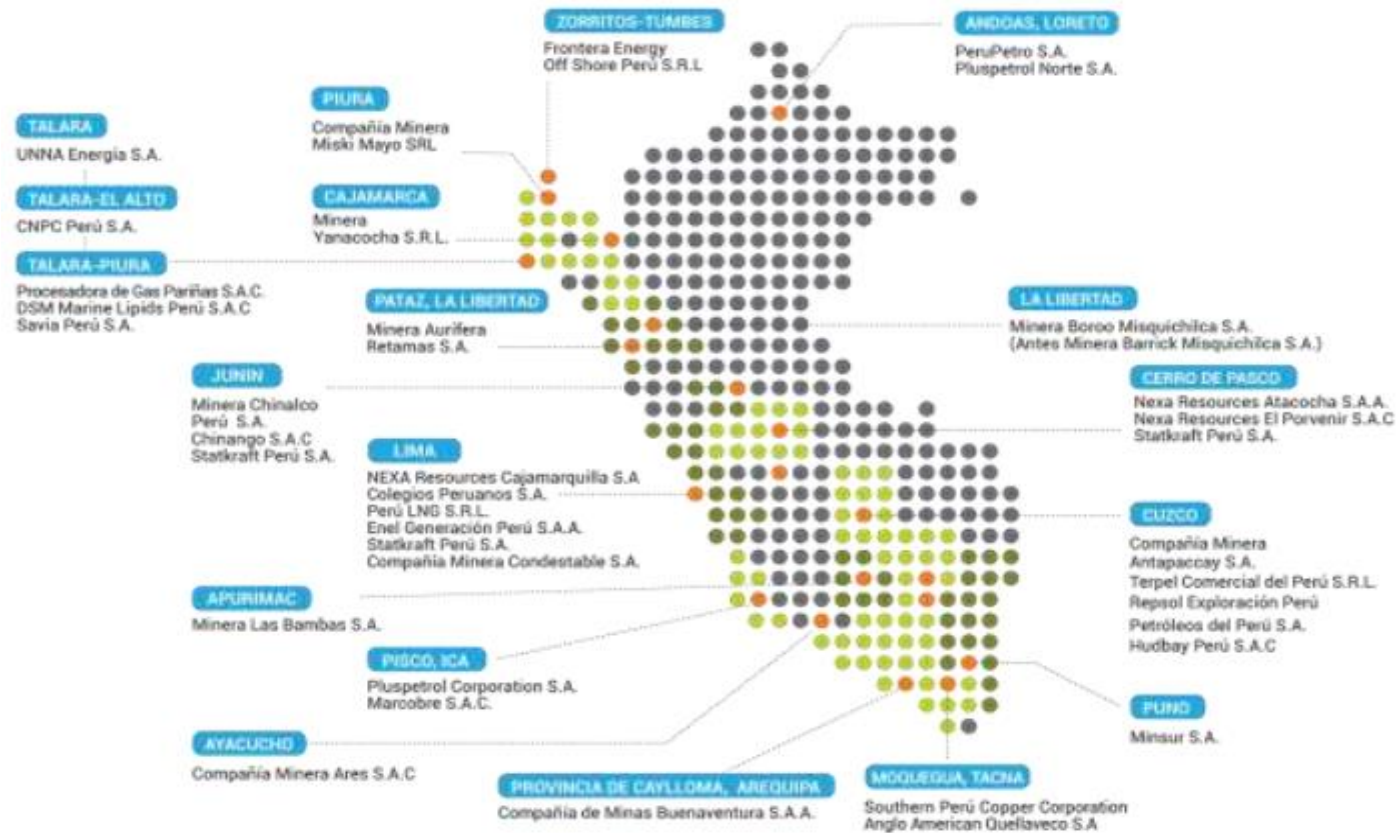 ZORRITOS-TUMBES
Frontera Energy
Off Shore Perú S.R.L
ANDOAS, LORETO
PeruPetro S.A.
Pluspetrol Norte S.A.
PIURA
Compañía Minera
Miski Mayo SRL
TALARA
UNNA Energia S.A.
TALARA-EL ALTO
CNPC Perú S.A.
TALARA-PIURA
Procesadora de Gas Pariñas S.A.C.
DSM Marine Lipids Perú S.A.C
Savia Perú S.A.
CAJAMARCA
Minera
Yanacocha S.R.L.
PATAZ, LA LIBERTAD
Minera Aurífera
Retamas S.A.
LA LIBERTAD
Minera Boroo Misquichilca S.A.
(Antes Minera Barrick Misquichilca S.A.)
JUNIN
Minera Chinalco
Perú S.A.
Chinango S.A.C
Statkraft Perú S.A.
CERRO DE PASCO
Nexa Resources Atacocha S.A.A.
Nexa Resources El Porvenir S.A.C
Statkraft Perú S.A.
LIMA
NEXA Resources Cajamarquilla S.A
Colegios Peruanos S.A.
Perú LNG S.R.L.
Enel Generación Perú S.A.A.
Statkraft Perú S.A.
Compañía Minera Condestable S.A.
CUZCO
Compañía Minera
Antapaccay S.A.
Terpel Comercial del Perú S.R.L.
Repsol Exploración Perú
Petróleos del Perú S.A.
Hudbay Perú S.A.C
APURIMAC
Minera Las Bambas S.A.
PISCO, ICA
Pluspetrol Corporation S.A.
Marcobre S.A.C.
PUNO
Minsur S.A.
AYACUCHO
Compañía Minera Ares S.A.C
PROVINCIA DE CAYLLOMA, AREQUIPA
Compañía de Minas Buenaventura S.A.A.
MOQUEGUA, TACNA
Southern Perú Copper Corporation
Anglo American Quellaveco S.A